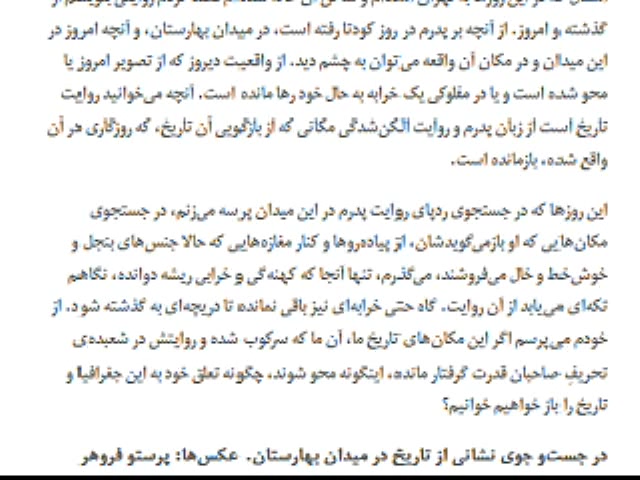 گذشته و امروز. از آنچه بر پدرم در روز کودتا رفته است، در میدان بهارستان، و آنچه امروز در
این میدان و در مکان آن واقعه می‌توان به چشم دید. از واقعیت دیروز که از تصویر امروز یا
محو شده است و یا در مفلوکی یک خرابه به حال خود رها مانده است. آنچه می‌خوانید روایت
تاریخ است از زبان پدرم و روایت الکن‌شدگی مکانی که از بازگویی آن تاریخ، که روزگاری در آن
واقع شده، بازمانده است.
این روزها که در جستجوی ردپای روایت پدرم در این میدان پرسه می‌زنم، در جستجوی
مکان‌هایی که او بازمی‌گویدشان، از پیاده‌روها و کنار مغازه‌هایی که حالا جنس‌های بنجل و
خوش‌خط و خال می‌فروشند، می‌گذرم، تنها آنجا که کهنه‌گی و خرابی ریشه دوانده، نگاهم
تکه‌ای می‌یابد از آن روایت. گاه حتی خرابه‌ای نیز باقی نمانده تا دریچه‌ای به گذشته شود. از
خودم می‌پرسم اگر این مکان‌های تاریخ ما، آن ما که سرکوب شده و روایتش در شعبده‌ی
تحریفِ صاحبان قدرت گرفتار مانده، اینگونه محو شوند، چگونه تعلق خود به این جغرافیا و
تاریخ را باز خواهیم خوانیم؟
در جست‌و جوی نشانی از تاریخ در میدان بهارستان. عکس‌ها: پرستو فروهر